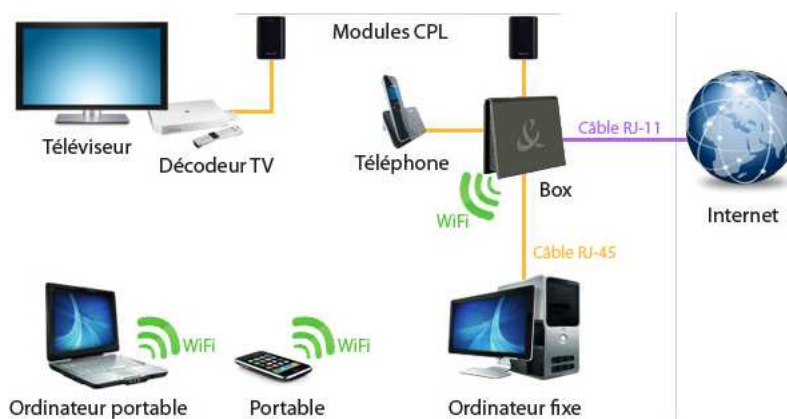 Modules CPL
Téléviseur
Décodeur TV
Téléphone
&
Câble RJ-11
Box
Internet
WiFi
Câble RJ-45
WiFi
WiFi
Ordinateur portable
Portable
Ordinateur fixe